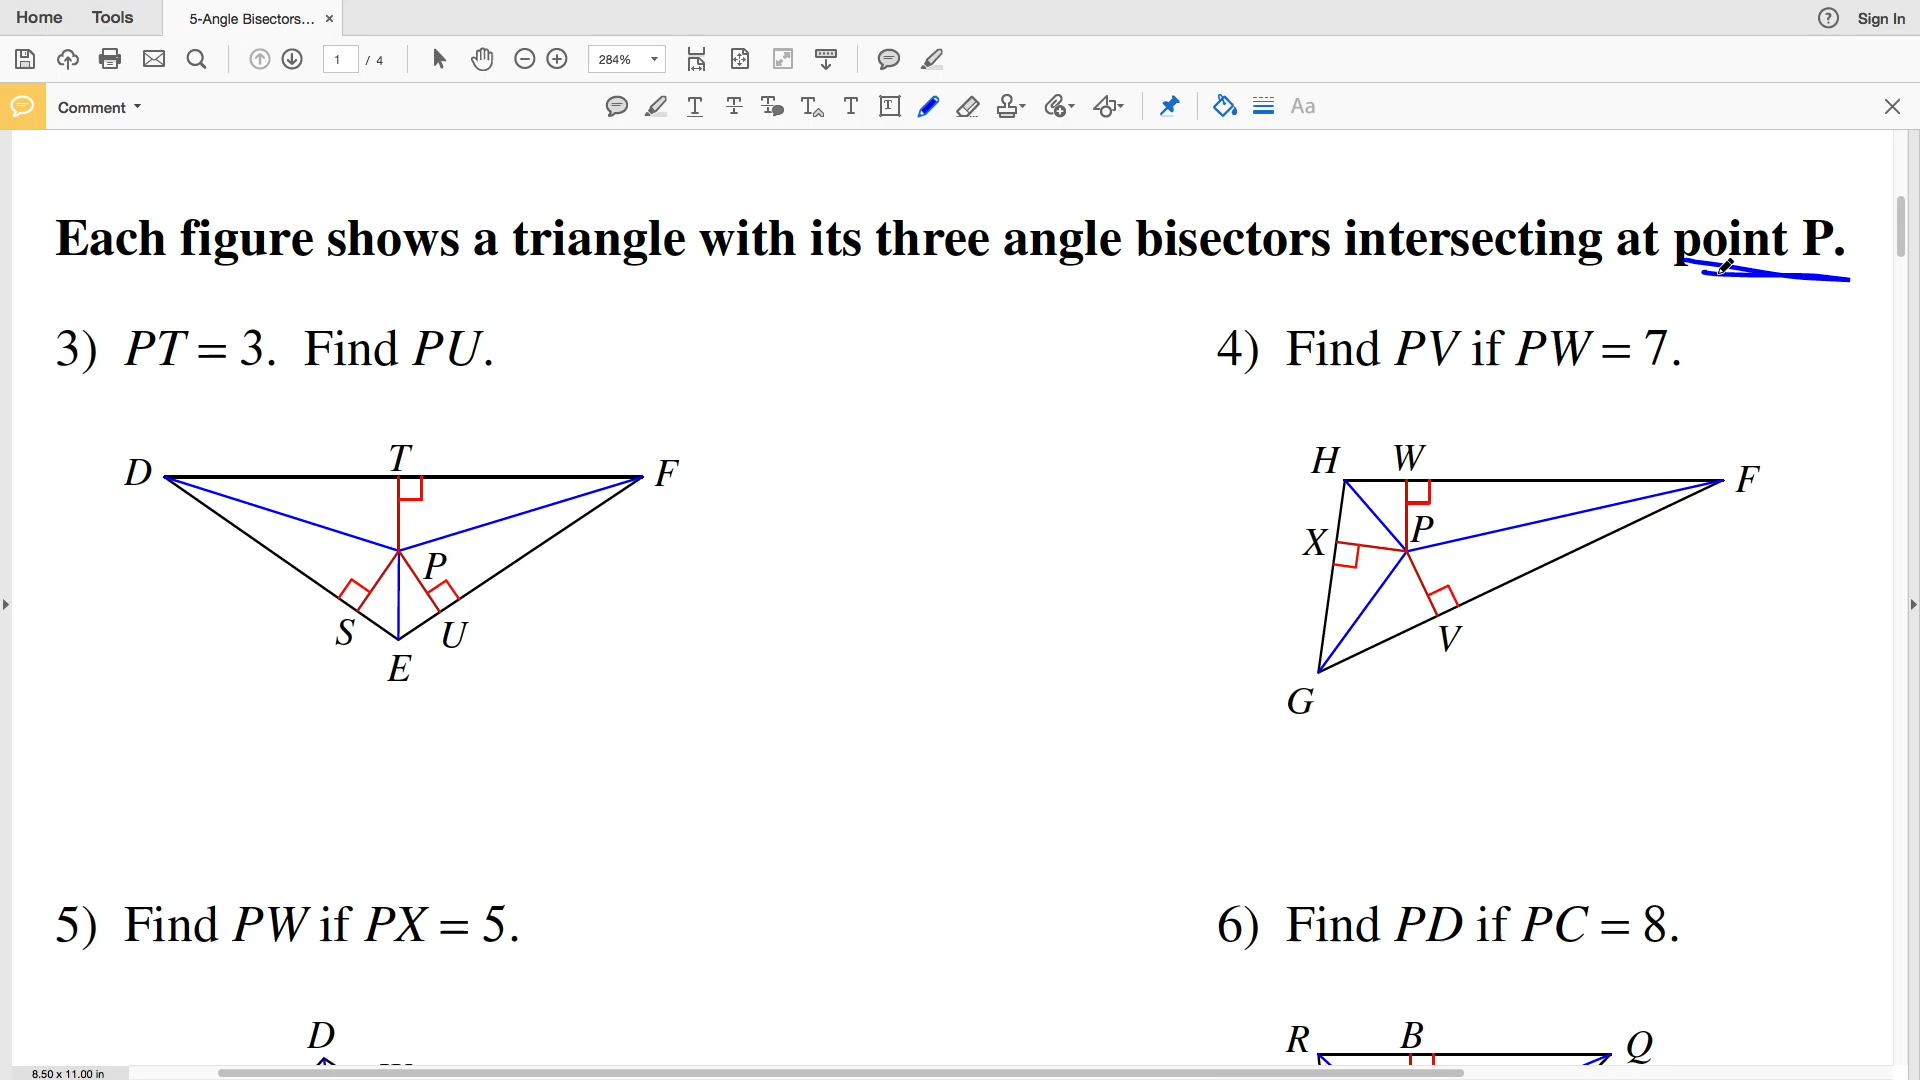 Home Tools 5-Angle Bisectors... × ? Sign In
1 / 4 284%
Comment Aa
Each figure shows a triangle with its three angle bisectors intersecting at point P.
3) PT = 3. Find PU.
4) Find PV if PW = 7.
D T F
P
S U
E
H W F
X P
V
G
5) Find PW if PX = 5.
6) Find PD if PC = 8.
D
R B Q
8.50 x 11.00 in